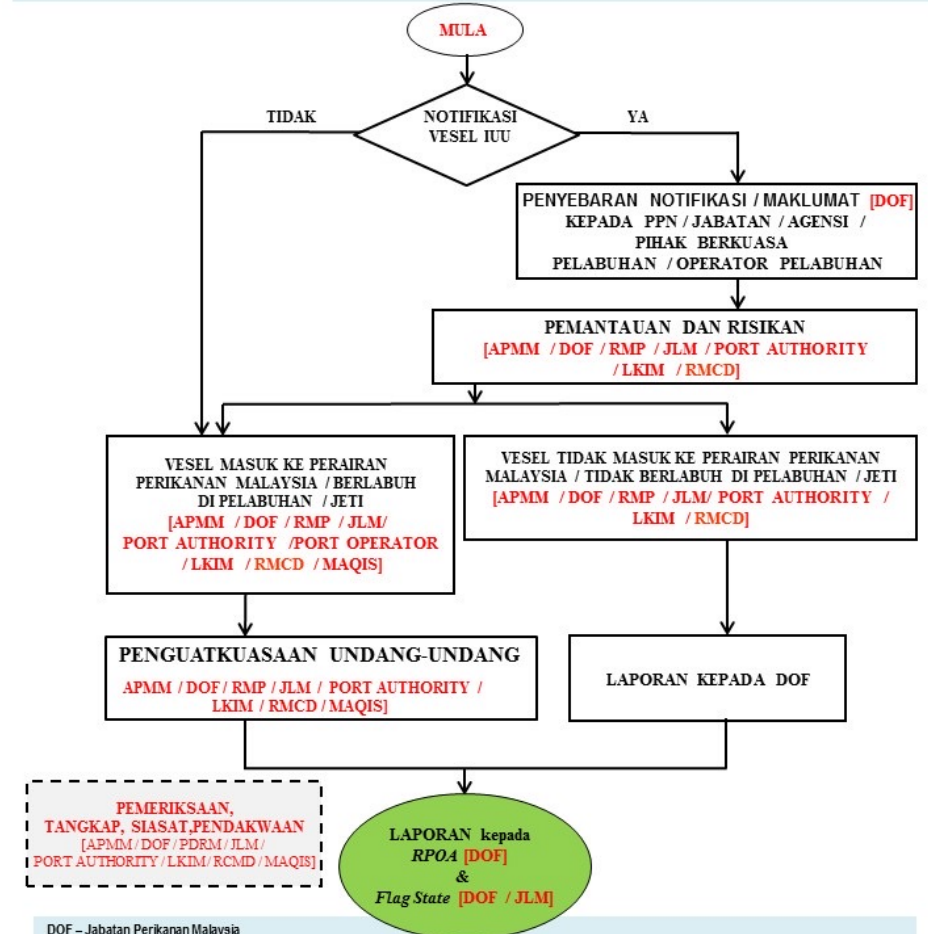 MULA
TIDAK
NOTIFIKASI
VESEL IUU
YA
PENYEBARAN NOTIFIKASI / MAKLUMAT [DOF]
KEPADA PPN / JABATAN / AGENSI /
PIHAK BERKUASA
PELABUHAN / OPERATOR PELABUHAN
PEMANTAUAN DAN RISIKAN
[APMM / DOF / RMP / JLM / PORT AUTHORITY
/ LKIM / RMCD]
VESEL MASUK KE PERAIRAN
PERIKANAN MALAYSIA / BERLABUH
DI PELABUHAN / JETI
[APMM / DOF / RMP / JLM/
PORT AUTHORITY /PORT OPERATOR
/ LKIM / RMCD / MAQIS]
VESEL TIDAK MASUK KE PERAIRAN PERIKANAN
MALAYSIA / TIDAK BERLABUH DI PELABUHAN / JETI
[APMM / DOF / RMP / JLM/ PORT AUTHORITY /
LKIM / RMCD]
PENGUATKUASAAN UNDANG-UNDANG
APMM / DOF/ RMP / JLM / PORT AUTHORITY /
LKIM / RMCD / MAQIS]
LAPORAN KEPADA DOF
PEMERIKSAAN,
TANGKAP, SIASAT,PENDAKWAAN
[APMM / DOF / PDRM / JLM /
PORT AUTHORITY / LKIM / RCMD / MAQIS]
LAPORAN kepada
RPOA [DOF]
&
Flag State [DOF / JLM]
DOF – Jabatan Perikanan Malaysia